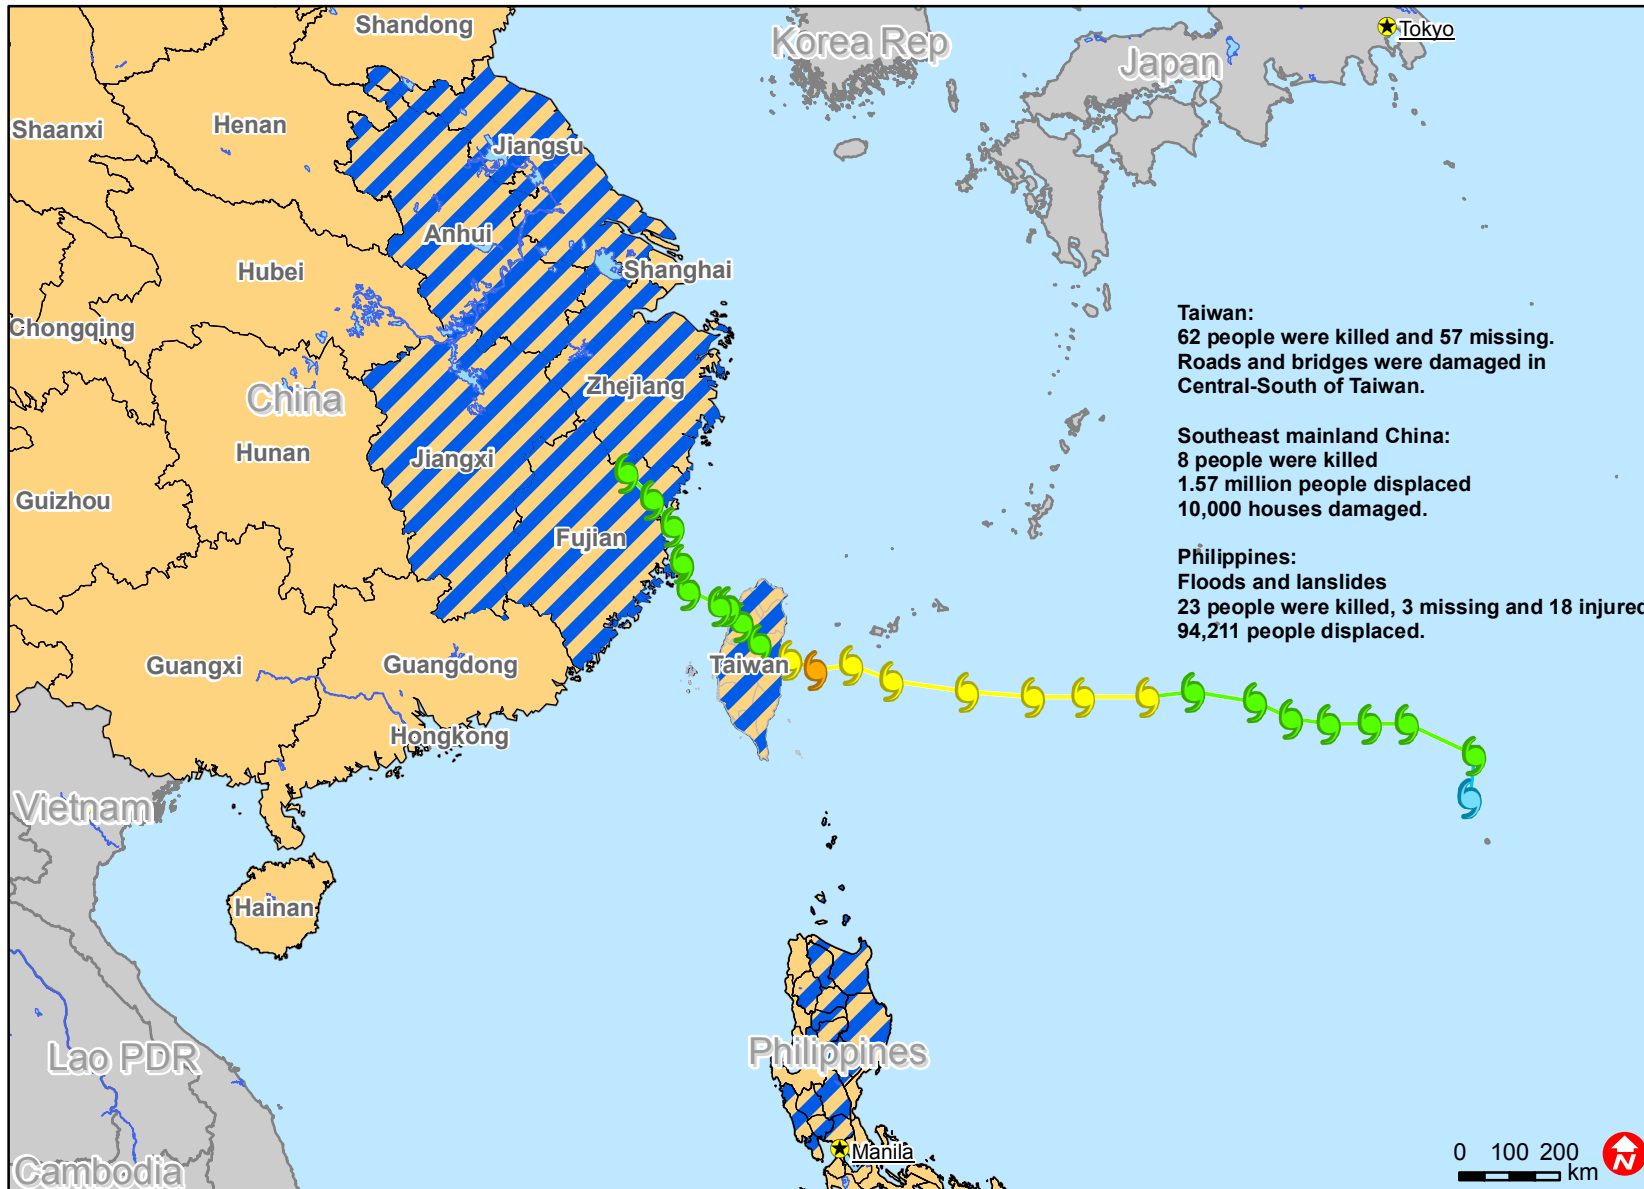 Shandong
Korea Rep
Tokyo
Japan
Shaanxi
Henan
Jiangsu
Anhui
Hubei
Shanghai
Chongqing
Taiwan:
62 people were killed and 57 missing.
Roads and bridges were damaged in
Central-South of Taiwan.
Zhejiang
China
Hunan
Jiangxi
Southeast mainland China:
8 people were killed
1.57 million people displaced
10,000 houses damaged.
Guizhou
Fujian
Philippines:
Floods and lanslides
23 people were killed, 3 missing and 18 injured
94,211 people displaced.
Guangxi
Guangdong
Taiwan
Hongkong
Vietnam
Hainan
Lao PDR
Philippines
Manila
Cambodia
0 100 200
km
N